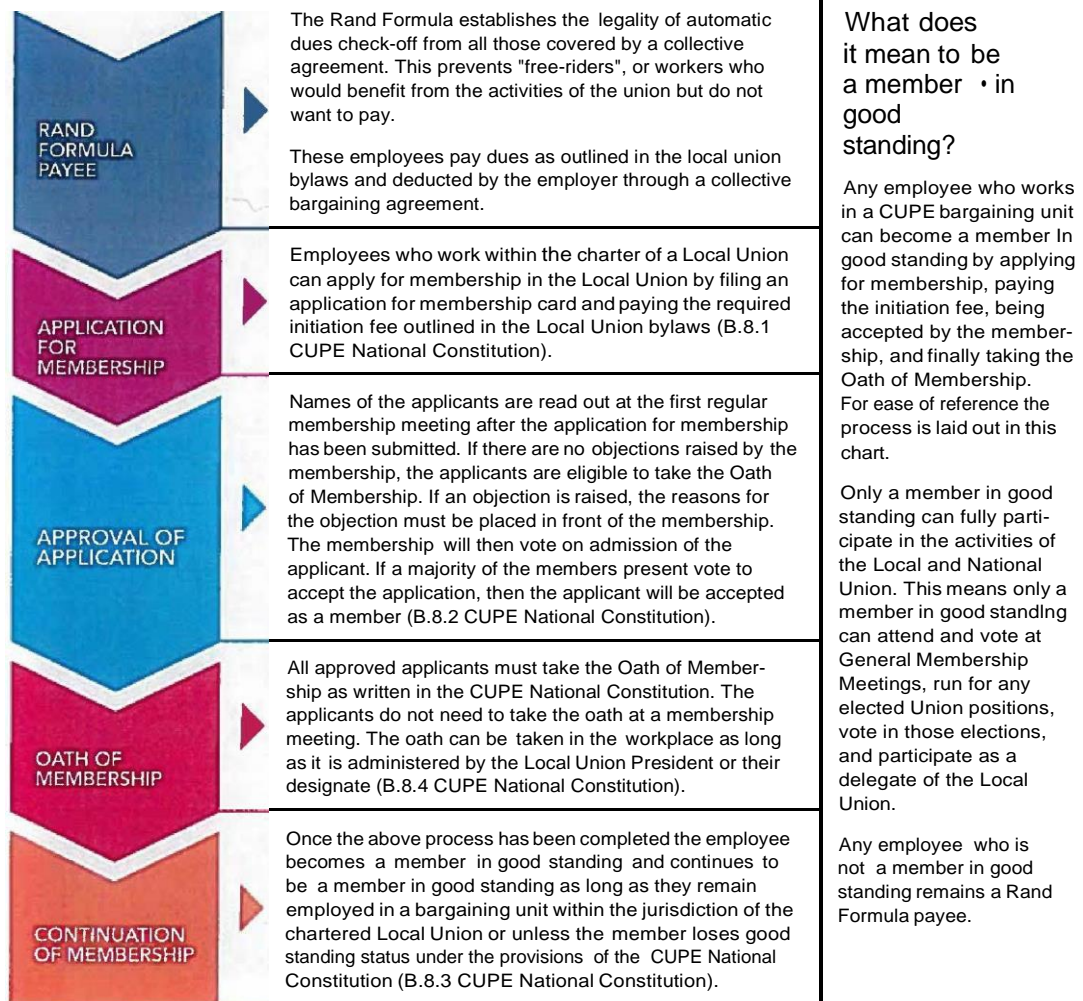 RAND
FORMULA
PAYEE
The Rand Formula establishes the legality of automatic
dues check-off from all those covered by a collective
agreement. This prevents "free-riders", or workers who
would benefit from the activities of the union but do not
want to pay.
These employees pay dues as outlined in the local union
bylaws and deducted by the employer through a collective
bargaining agreement.
APPLICATION
FOR
MEMBERSHIP
Employees who work within the charter of a Local Union
can apply for membership in the Local Union by filing an
application for membership card and paying the required
initiation fee outlined in the Local Union bylaws (B.8.1
CUPE National Constitution).
APPROVAL OF
APPLICATION
Names of the applicants are read out at the first regular
membership meeting after the application for membership
has been submitted. If there are no objections raised by the
membership, the applicants are eligible to take the Oath
of Membership. If an objection is raised, the reasons for
the objection must be placed in front of the membership.
The membership will then vote on admission of the
applicant. If a majority of the members present vote to
accept the application, then the applicant will be accepted
as a member (B.8.2 CUPE National Constitution).
OATH OF
MEMBERSHIP
All approved applicants must take the Oath of Member-
ship as written in the CUPE National Constitution. The
applicants do not need to take the oath at a membership
meeting. The oath can be taken in the workplace as long
as it is administered by the Local Union President or their
designate (B.8.4 CUPE National Constitution).
CONTINUATION
OF MEMBERSHIP
Once the above process has been completed the employee
becomes a member in good standing and continues to
be a member in good standing as long as they remain
employed in a bargaining unit within the jurisdiction of the
chartered Local Union or unless the member loses good
standing status under the provisions of the CUPE National
Constitution (B.8.3 CUPE National Constitution).
What does
it mean to be
a member • in
good
standing?
Any employee who works
in a CUPE bargaining unit
can become a member In
good standing by applying
for membership, paying
the initiation fee, being
accepted by the member-
ship, and finally taking the
Oath of Membership.
For ease of reference the
process is laid out in this
chart.
Only a member in good
standing can fully parti-
cipate in the activities of
the Local and National
Union. This means only a
member in good standIng
can attend and vote at
General Membership
Meetings, run for any
elected Union positions,
vote in those elections,
and participate as a
delegate of the Local
Union.
Any employee who is
not a member in good
standing remains a Rand
Formula payee.